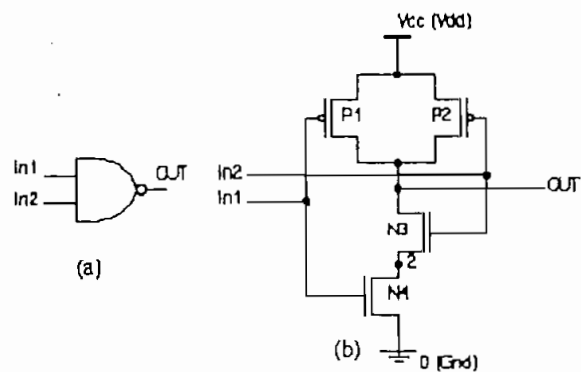 Vcc (Vdd)
P1
P2
In1
In2
OUT
(a)
In2
In1
OUT
N3
2
N4
(b)
0 (Gnd)